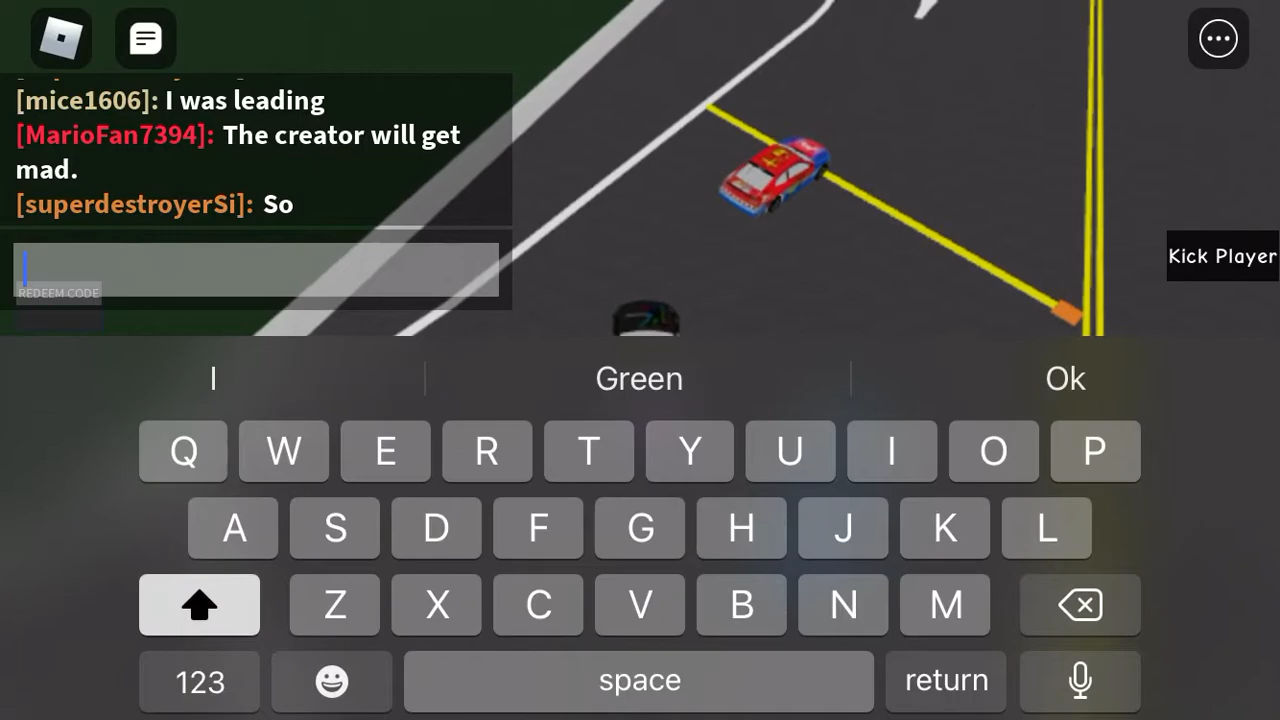 [mice1606]: I was leading
[MarioFan7394]: The creator will get
mad.
[superdestroyerSi]: So
REDEEM CODE
Kick Player
I Green Ok
Q W E R T Y U I O P
A S D F G H J K L
Z X C V B N M
123 space return